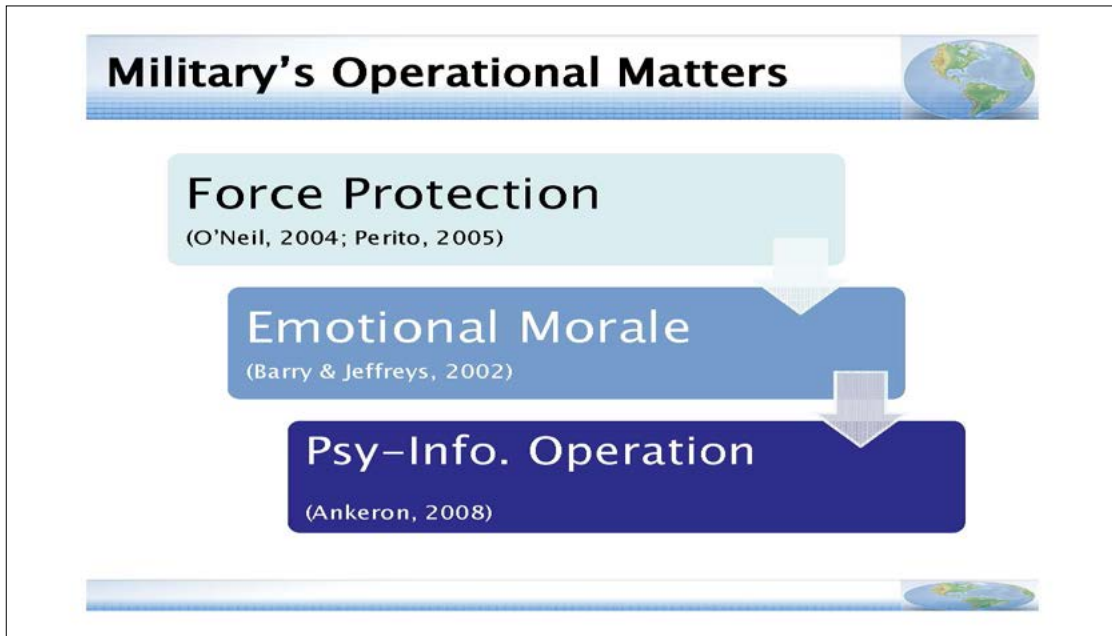 Military's Operational Matters
Force Protection
(O'Neil, 2004; Perito, 2005)
Emotional Morale
(Barry & Jeffreys, 2002)
Psy-Info. Operation
(Ankeron, 2008)